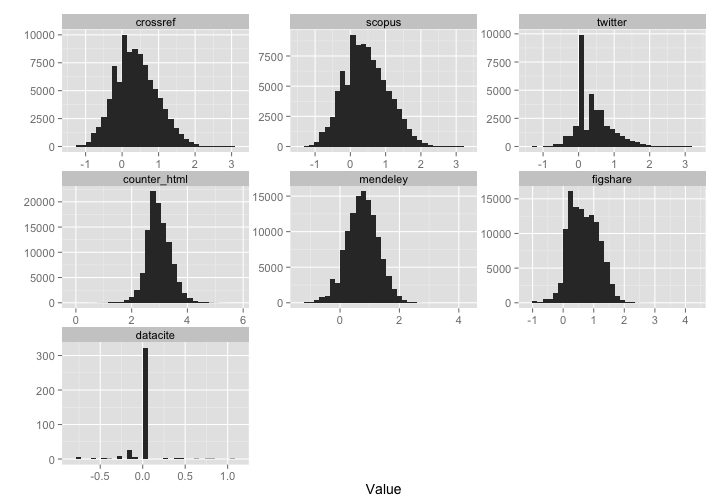 crossref scopus twitter
10000 7500 5000 2500 0
7500 5000 2500 0
10000 7500 5000 2500 0
-1 0 1 2 3
-1 0 1 2 3
-1 0 1 2 3
counter_html mendeley figshare
20000 15000 10000 5000 0
15000 10000 5000 0
15000 10000 5000 0
0 2 4 6
0 2 4
-1 0 1 2 3 4
datacite
300
200
100
0
-0.5 0.0 0.5 1.0
Value